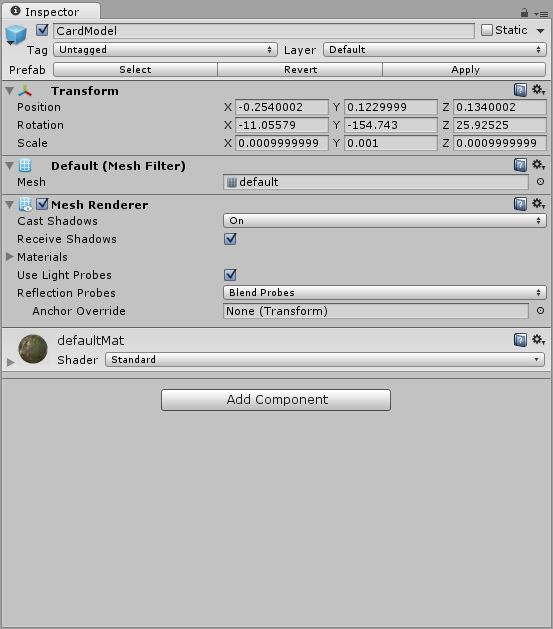 Inspector
CardModel Static
Tag Untagged Layer Default
Prefab Select Revert Apply
Transform
Position X -0.2540002 Y 0.1229999 Z 0.1340002
Rotation X -11.05579 Y -154.743 Z 25.92525
Scale X 0.0009999999 Y 0.001 Z 0.0009999999
Default (Mesh Filter)
Mesh default
Mesh Renderer
Cast Shadows On
Receive Shadows
Materials
Use Light Probes
Reflection Probes Blend Probes
Anchor Override None (Transform)
defaultMat
Shader Standard
Add Component